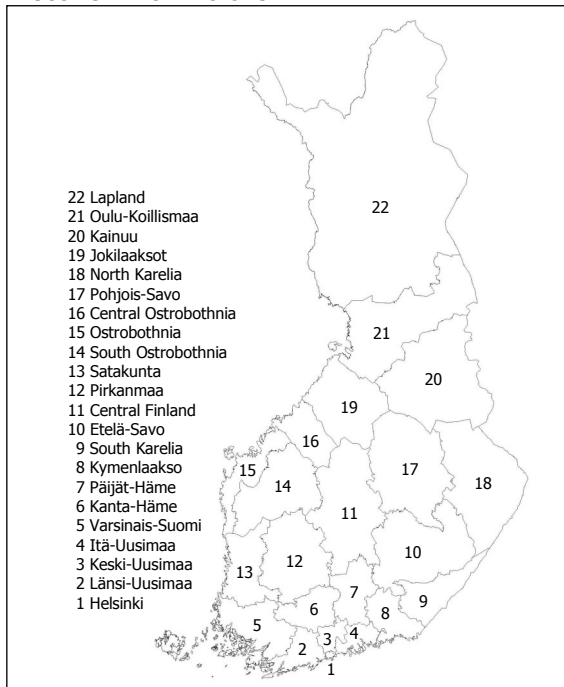 22 Lapland
21 Oulu-Koillismaa
20 Kainuu
19 Jokilaaksot
18 North Karelia
17 Pohjois-Savo
16 Central Ostrobothnia
15 Ostrobothnia
14 South Ostrobothnia
13 Satakunta
12 Pirkanmaa
11 Central Finland
10 Etelä-Savo
9 South Karelia
8 Kymenlaakso
7 Päijät-Häme
6 Kanta-Häme
5 Varsinais-Suomi
4 Itä-Uusimaa
3 Keski-Uusimaa
2 Länsi-Uusimaa
1 Helsinki
22
21
20
19
16
15
17
14
18
11
10
12
13
7
9
6
8
5
4
3
2
1